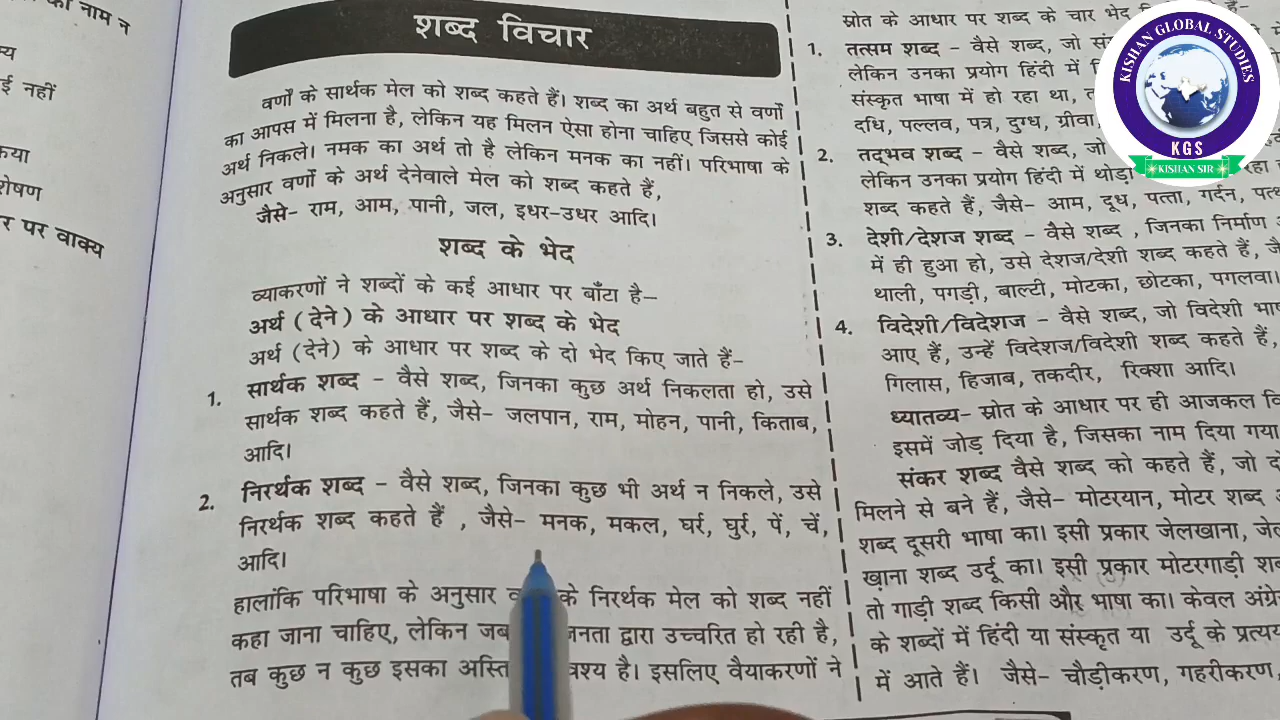 का नाम न
म्य
ई नहीं
केया
शेषण
र पर वाक्य
शब्द विचार
वर्णों के सार्थक मेल को शब्द कहते हैं। शब्द का अर्थ बहुत से वर्णों
का आपस में मिलना है, लेकिन यह मिलन ऐसा होना चाहिए जिससे कोई
अर्थ निकले। नमक का अर्थ तो है लेकिन मनक का नहीं। परिभाषा के
अनुसार वर्णों के अर्थ देनेवाले मेल को शब्द कहते हैं,
जैसे- राम, आम, पानी, जल, इधर-उधर आदि।
शब्द के भेद
व्याकरणों ने शब्दों के कई आधार पर बाँटा है–
अर्थ (देने) के आधार पर शब्द के भेद
अर्थ (देने) के आधार पर शब्द के दो भेद किए जाते हैं-
1. सार्थक शब्द - वैसे शब्द, जिनका कुछ अर्थ निकलता हो, उसे
सार्थक शब्द कहते हैं, जैसे- जलपान, राम, मोहन, पानी, किताब,
आदि।
2. निरर्थक शब्द - वैसे शब्द, जिनका कुछ भी अर्थ न निकले, उसे
निरर्थक शब्द कहते हैं , जैसे- मनक, मकल, घर्र, घुर्र, पें, चें,
आदि।
हालांकि परिभाषा के अनुसार के निरर्थक मेल को शब्द नहीं
कहा जाना चाहिए, लेकिन जब जनता द्वारा उच्चरित हो रही है,
तब कुछ न कुछ इसका है। इसलिए वैयाकरणों ने
स्रोत के आधार पर शब्द के चार भेद
1. तत्सम शब्द - वैसे शब्द, जो
लेकिन उनका प्रयोग हिंदी में
संस्कृत भाषा में हो रहा था,
दधि, पल्लव, पत्र, दुग्ध, ग्रीवा,
2. तद्भव शब्द - वैसे शब्द, जो
लेकिन उनका प्रयोग हिंदी में थोड़ा रहा
शब्द कहते हैं, जैसे- आम, दूध, पत्ता, गर्दन,
3. देशी/देशज शब्द - वैसे शब्द , जिनका निर्माण
में ही हुआ हो, उसे देशज/देशी शब्द कहते हैं,
थाली, पगड़ी, बाल्टी, मोटका, छोटका, पगलवा।
4. विदेशी/विदेशज - वैसे शब्द, जो विदेशी
आए हैं, उन्हें विदेशज/विदेशी शब्द कहते हैं,
गिलास, हिजाब, तकदीर, रिक्शा आदि।
ध्यातव्य- स्रोत के आधार पर ही आजकल
इसमें जोड़ दिया है, जिसका नाम दिया गया
संकर शब्द वैसे शब्द को कहते हैं, जो
मिलने से बने हैं, जैसे- मोटरयान, मोटर शब्द
शब्द दूसरी भाषा का। इसी प्रकार जेलखाना,
खा़ना शब्द उर्दू का। इसी प्रकार मोटरगाड़ी
तो गाड़ी शब्द किसी और भाषा का। केवल
के शब्दों में हिंदी या संस्कृत या उर्दू के
में आते हैं। जैसे- चौड़ीकरण, गहरीकरण,
KISHAN GLOBAL STUDIES
KGS
KISHAN SIR